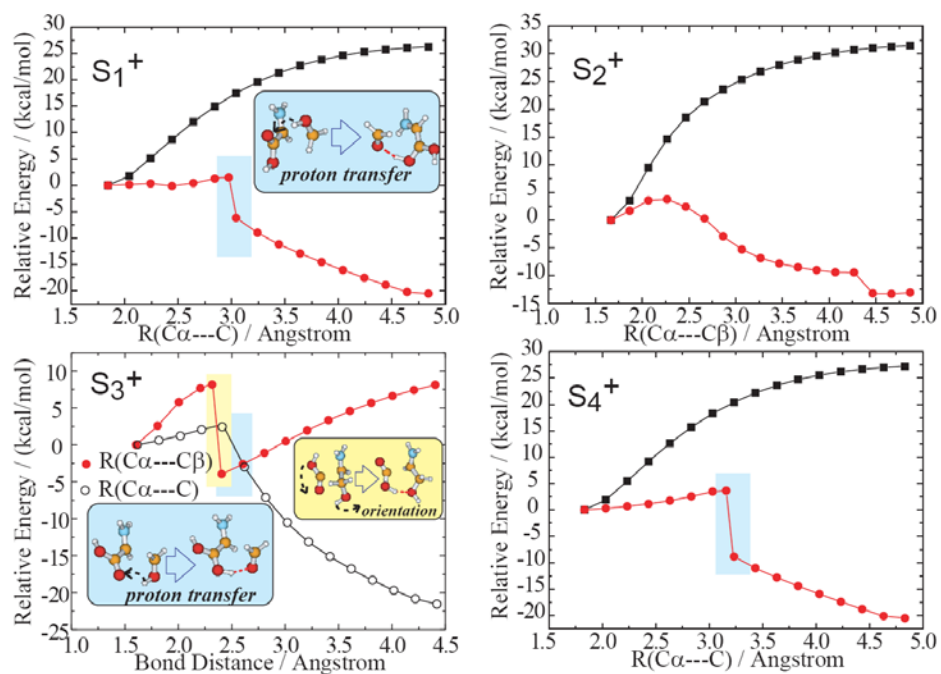 S1+
Relative Energy / (kcal/mol)
30
25
20
15
10
5
0
-5
-10
-15
-20
proton transfer
1.5 2.0 2.5 3.0 3.5 4.0 4.5 5.0
R(Cα---C) / Angstrom
S2+
Relative Energy / (kcal/mol)
35
30
25
20
15
10
5
0
-5
-10
-15
1.0 1.5 2.0 2.5 3.0 3.5 4.0 4.5 5.0
R(Cα---Cβ) / Angstrom
S3+
Relative Energy / (kcal/mol)
10
5
0
-5
-10
-15
-20
-25
R(Cα---Cβ)
R(Cα---C)
orientation
proton transfer
1.0 1.5 2.0 2.5 3.0 3.5 4.0 4.5
Bond Distance / Angstrom
S4+
Relative Energy / (kcal/mol)
30
25
20
15
10
5
0
-5
-10
-15
-20
1.5 2.0 2.5 3.0 3.5 4.0 4.5 5.0
R(Cα---C) / Angstrom